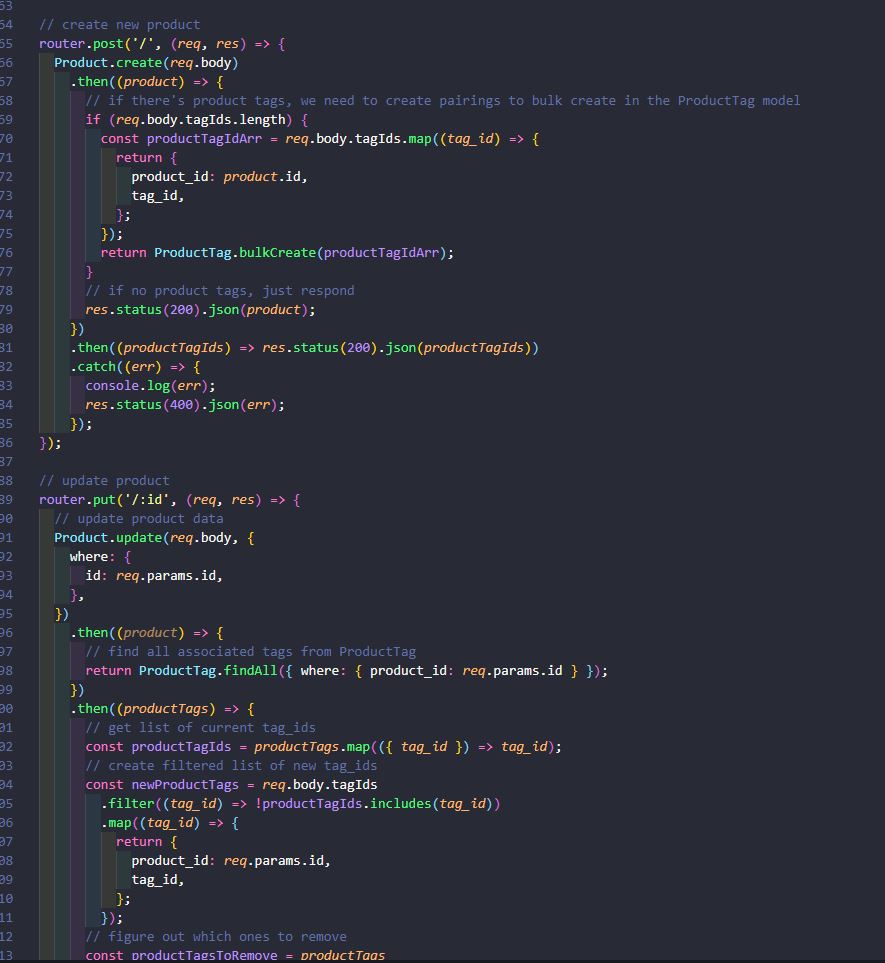 63
64 // create new product
65 router.post('/', (req, res) => {
66   Product.create(req.body)
67     .then((product) => {
68       // if there's product tags, we need to create pairings to bulk create in the ProductTag model
69       if (req.body.tagIds.length) {
70         const productTagIdArr = req.body.tagIds.map((tag_id) => {
71           return {
72             product_id: product.id,
73             tag_id,
74           };
75         });
76         return ProductTag.bulkCreate(productTagIdArr);
77       }
78       // if no product tags, just respond
79       res.status(200).json(product);
80     })
81     .then((productTagIds) => res.status(200).json(productTagIds))
82     .catch((err) => {
83       console.log(err);
84       res.status(400).json(err);
85     });
86 });
87
88 // update product
89 router.put('/:id', (req, res) => {
90   // update product data
91   Product.update(req.body, {
92     where: {
93       id: req.params.id,
94     },
95   })
96     .then((product) => {
97       // find all associated tags from ProductTag
98       return ProductTag.findAll({ where: { product_id: req.params.id } });
99     })
00     .then((productTags) => {
01       // get list of current tag_ids
02       const productTagIds = productTags.map(({ tag_id }) => tag_id);
03       // create filtered list of new tag_ids
04       const newProductTags = req.body.tagIds
05         .filter((tag_id) => !productTagIds.includes(tag_id))
06         .map((tag_id) => {
07           return {
08             product_id: req.params.id,
09             tag_id,
10           };
11         });
12       // figure out which ones to remove
13       const productTagsToRemove = productTags